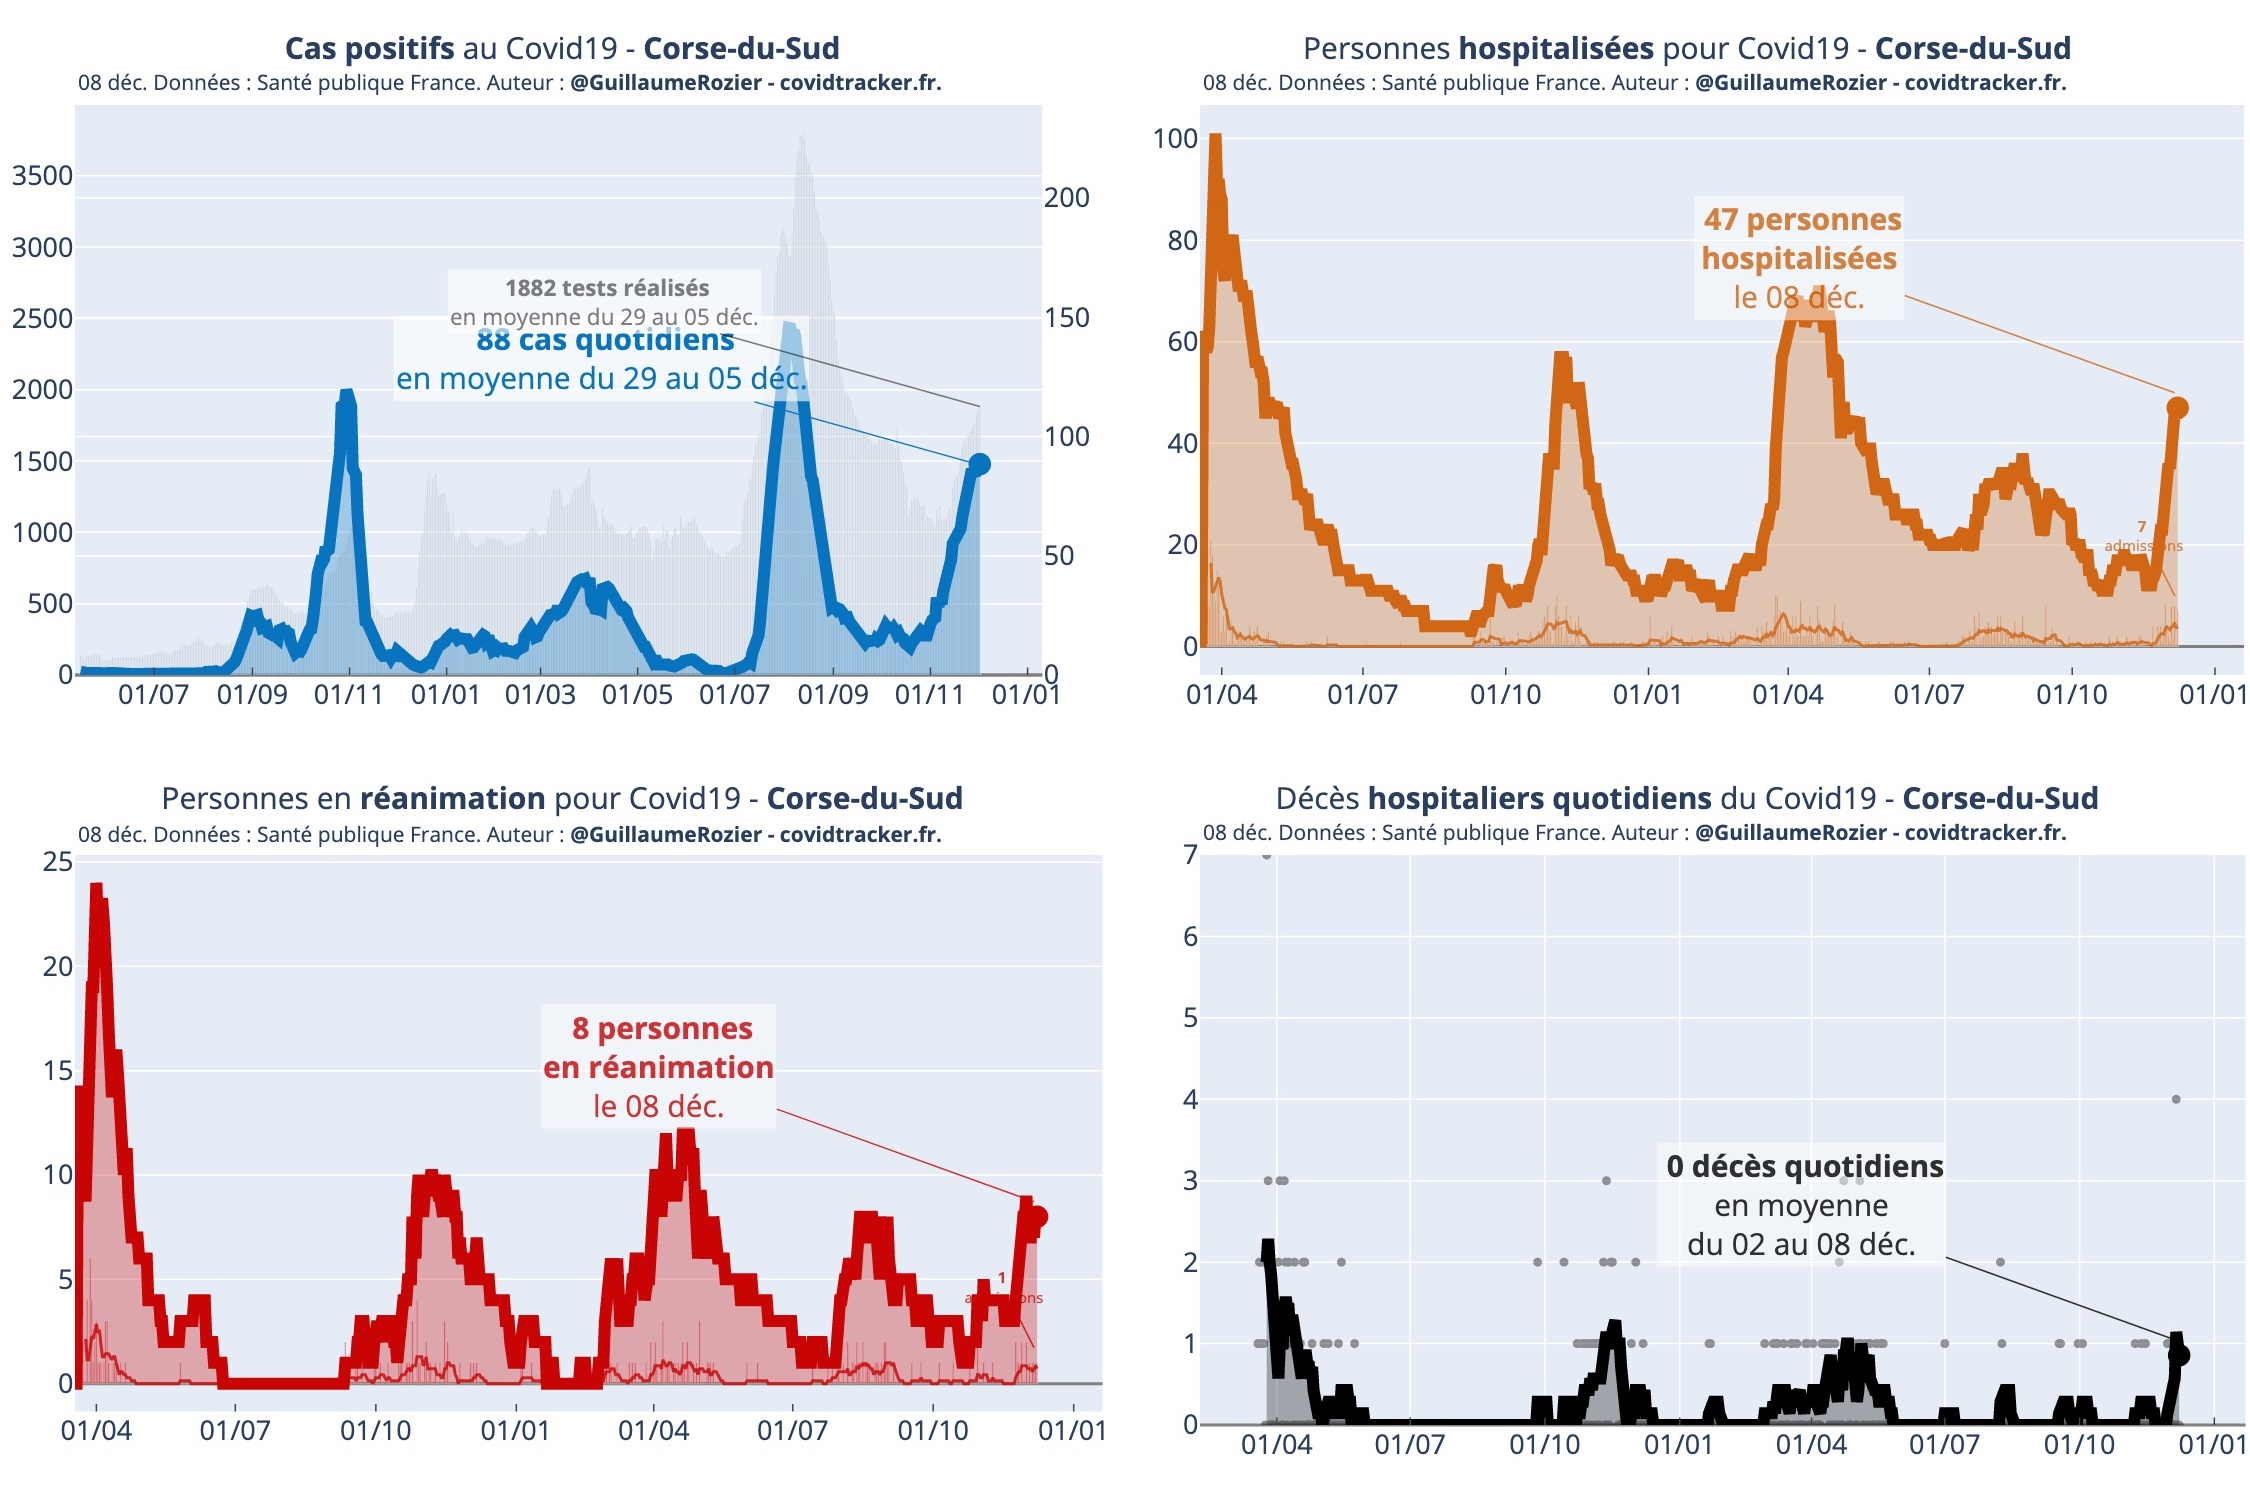 Cas positifs au Covid19 - Corse-du-Sud
08 déc. Données : Santé publique France. Auteur : @GuillaumeRozier - covidtracker.fr.
3500
3000
2500
2000
1500
1000
500
0
200
150
100
50
0
1882 tests réalisés
en moyenne du 29 au 05 déc.
88 cas quotidiens
en moyenne du 29 au 05 déc.
01/07 01/09 01/11 01/01 01/03 01/05 01/07 01/09 01/11 01/01
Personnes hospitalisées pour Covid19 - Corse-du-Sud
08 déc. Données : Santé publique France. Auteur : @GuillaumeRozier - covidtracker.fr.
100
80
60
40
20
0
47 personnes
hospitalisées
le 08 déc.
7
admissions
01/04 01/07 01/10 01/01 01/04 01/07 01/10 01/01
Personnes en réanimation pour Covid19 - Corse-du-Sud
08 déc. Données : Santé publique France. Auteur : @GuillaumeRozier - covidtracker.fr.
25
20
15
10
5
0
8 personnes
en réanimation
le 08 déc.
1
admissions
01/04 01/07 01/10 01/01 01/04 01/07 01/10 01/01
Décès hospitaliers quotidiens du Covid19 - Corse-du-Sud
08 déc. Données : Santé publique France. Auteur : @GuillaumeRozier - covidtracker.fr.
7
6
5
4
3
2
1
0
0 décès quotidiens
en moyenne
du 02 au 08 déc.
01/04 01/07 01/10 01/01 01/04 01/07 01/10 01/01